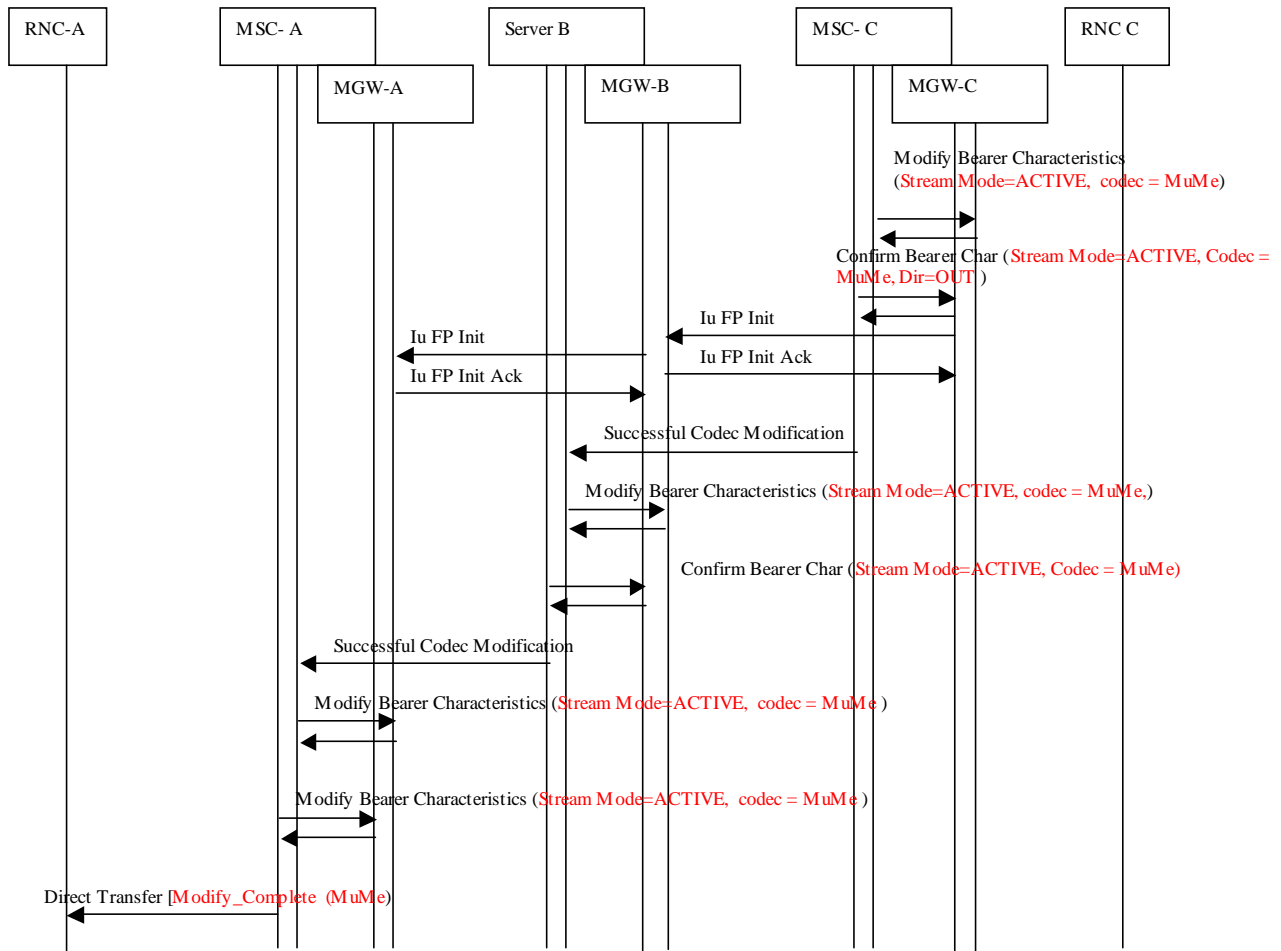 RNC-A
MSC- A
Server B
MSC- C
RNC C
MGW-A
MGW-B
MGW-C
Modify Bearer Characteristics
(Stream Mode=ACTIVE, codec = MuMe)
Confirm Bearer Char (Stream Mode=ACTIVE, Codec =
MuMe, Dir=OUT )
Iu FP Init
Iu FP Init
Iu FP Init Ack
Iu FP Init Ack
Successful Codec Modification
Modify Bearer Characteristics (Stream Mode=ACTIVE, codec = MuMe,)
Confirm Bearer Char (Stream Mode=ACTIVE, Codec = MuMe)
Successful Codec Modification
Modify Bearer Characteristics (Stream Mode=ACTIVE, codec = MuMe )
Modify Bearer Characteristics (Stream Mode=ACTIVE, codec = MuMe )
Direct Transfer [Modify_Complete (MuMe)